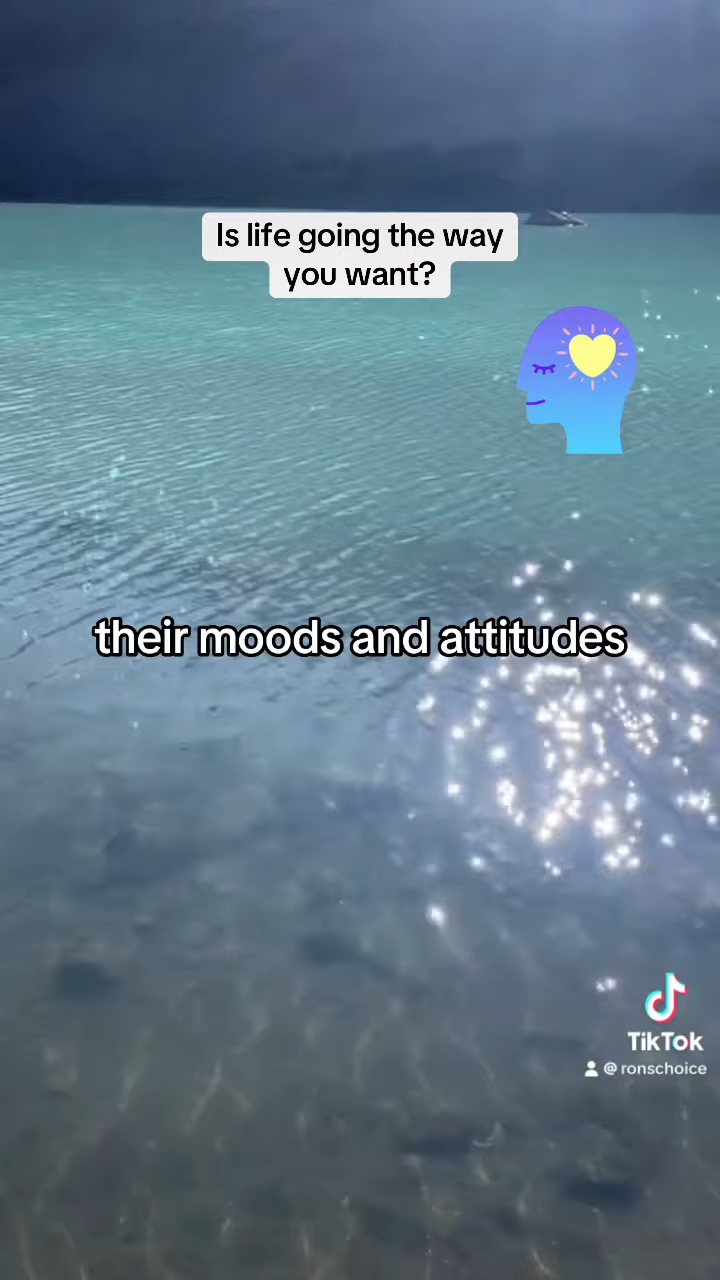 Is life going the way
you want?
their moods and attitudes
TikTok
@ronschoice